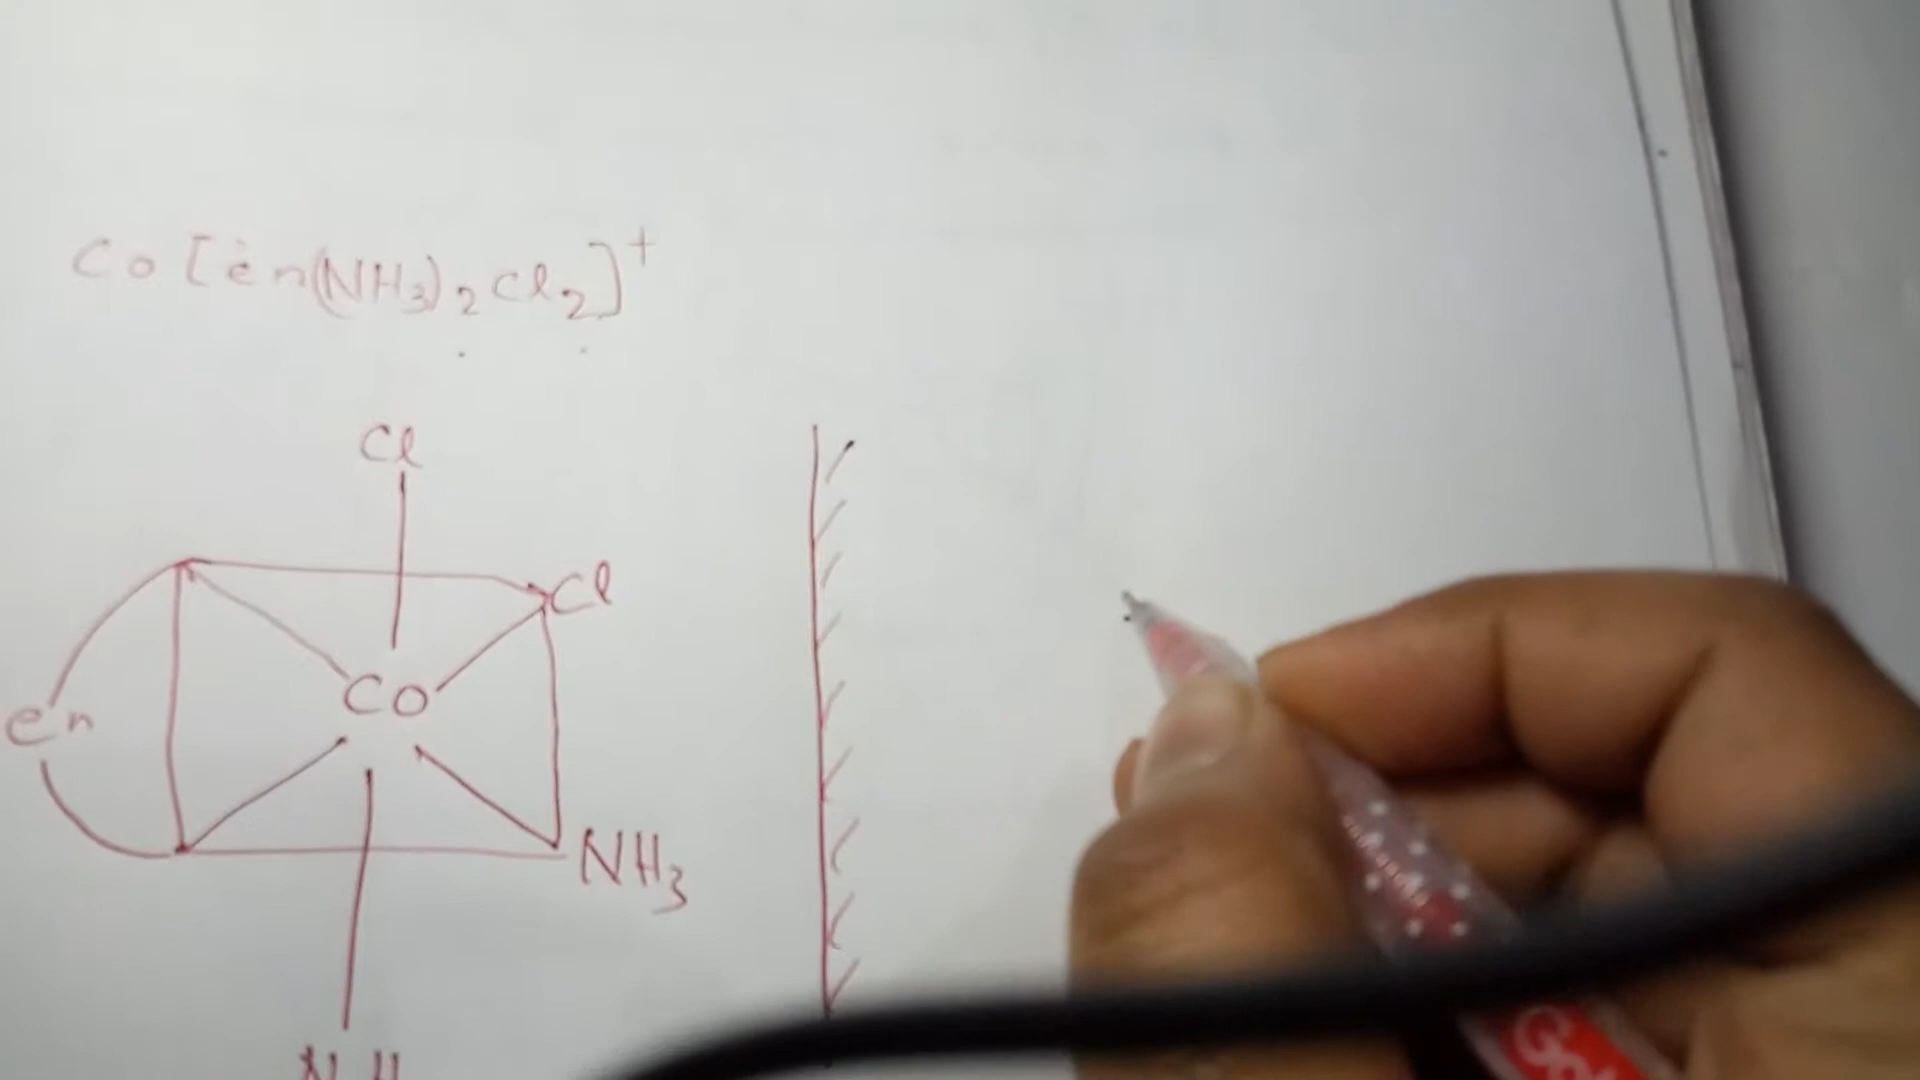 Co[en(NH3)2Cl2]+
Cl
Cl
Co
en
NH3